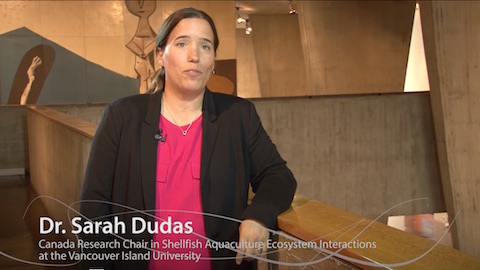 Dr. Sarah Dudas
Canada Research Chair in Shellfish Aquaculture Ecosystem Interactions
at the Vancouver Island University